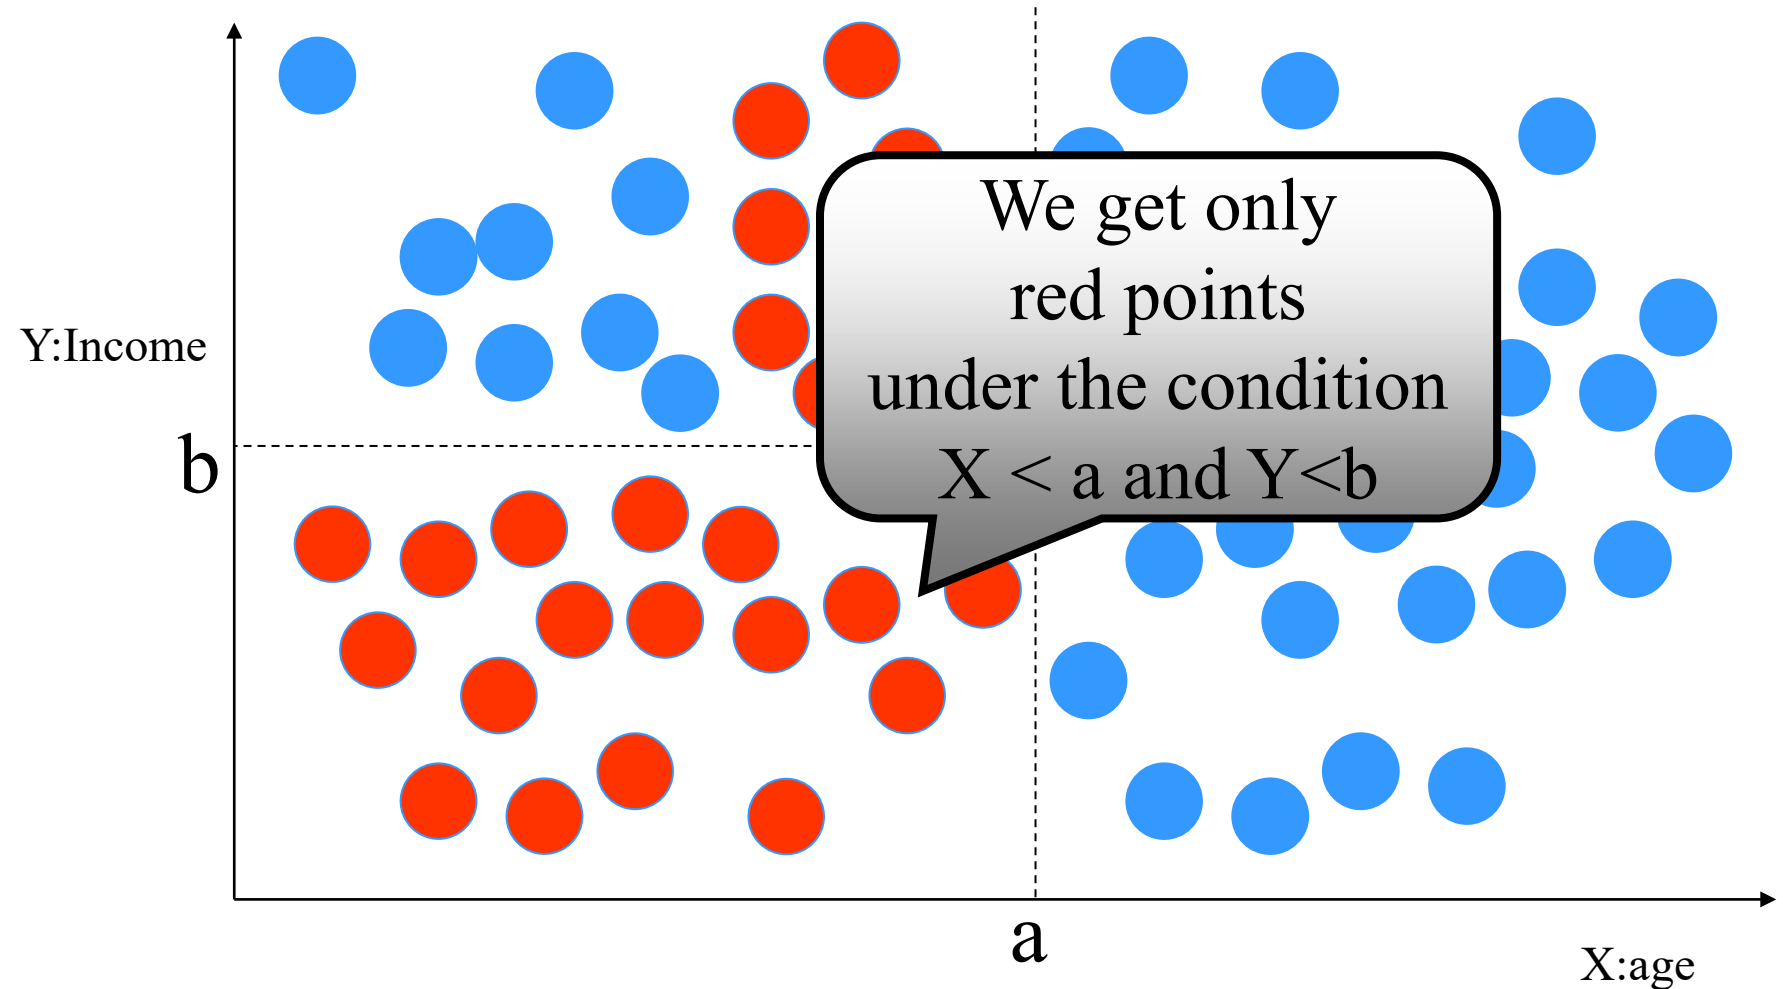 We get only
red points
under the condition
X < a and Y<b
Y:Income
b
a
X:age